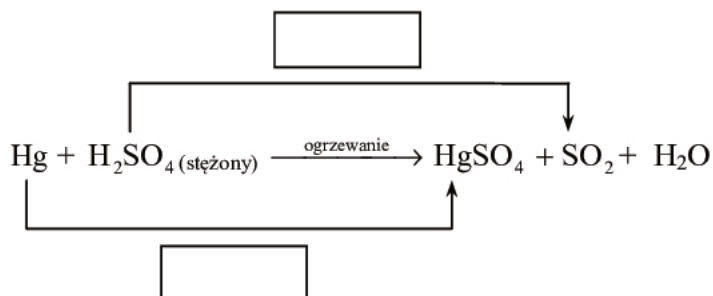 Hg + H₂SO₄ (stężony) ogrzewanie⟶ HgSO₄ + SO₂ + H₂O